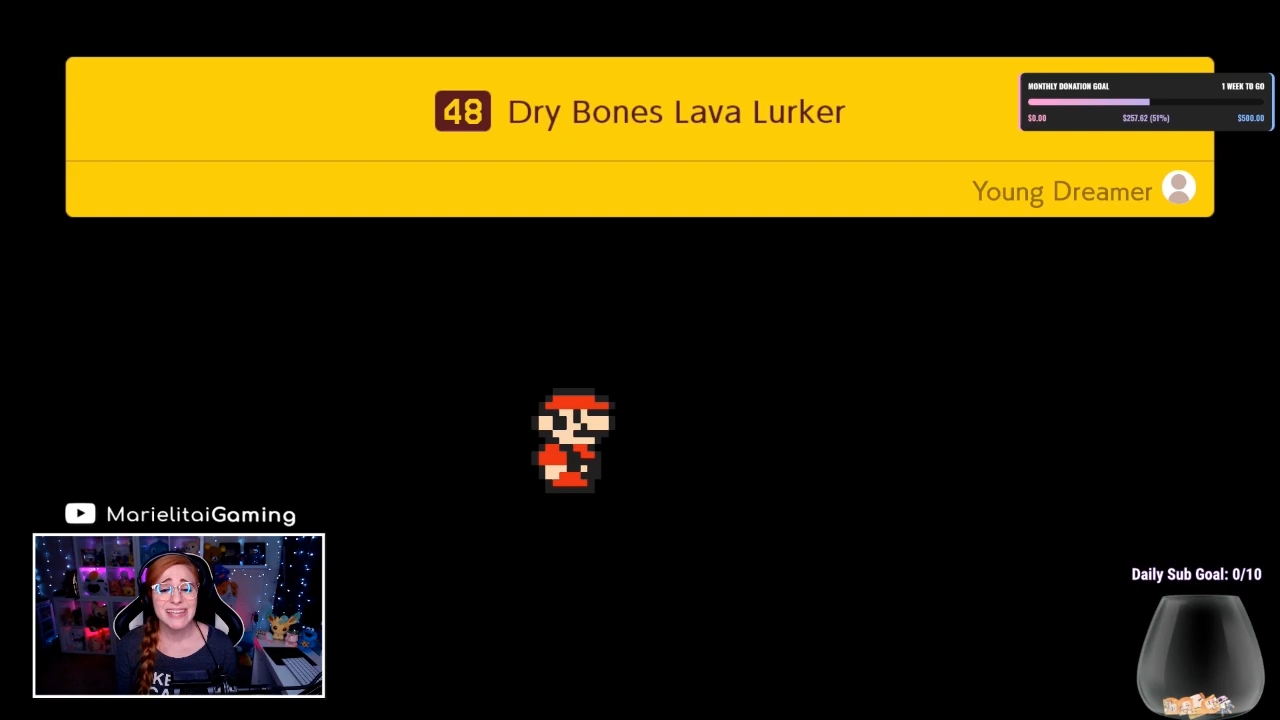 48 Dry Bones Lava Lurker
MONTHLY DONATION GOAL 1 WEEK TO GO
$0.00 $257.62 (51%) $500.00
Young Dreamer
MarielitaiGaming
Daily Sub Goal: 0/10